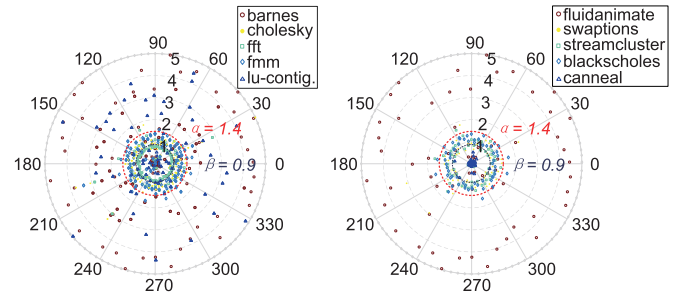 barnes
cholesky
fft
fmm
lu-contig.
90
5
120
60
4
150
3
30
2
α = 1.4
1
180
β = 0.9
0
210
330
240
300
270
fluidanimate
swaptions
streamcluster
blackscholes
canneal
90
5
120
60
4
150
3
30
2
α = 1.4
1
180
β = 0.9
0
210
330
240
300
270